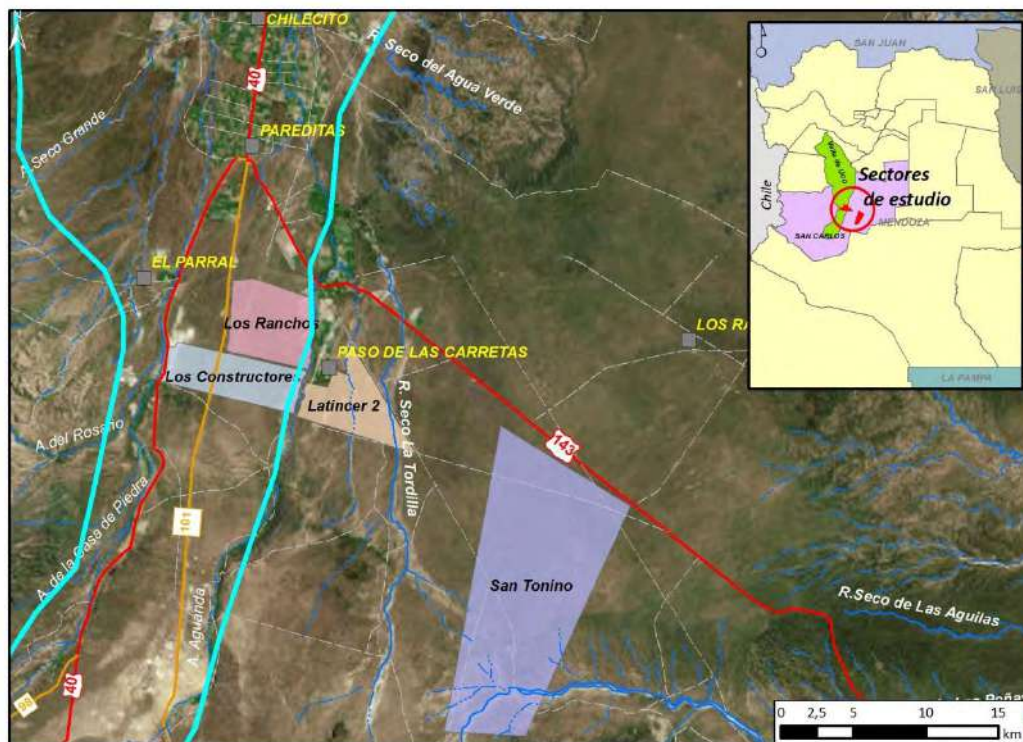 CHILECITO
40
R. Seco del Agua Verde
A. Seco Grande
PAREDITAS
EL PARRAL
Los Ranchos
Los Constructores
PASO DE LAS CARRETAS
Latincer 2
LOS RA
A.del Rosario
R. Seco La Tordilla
143
A. de la Casa de Piedra
101
San Tonino
A. Aguanda
R.Seco de Las Aguilas
40
98
SAN JUAN
SAN LUIS
Valle de Uco
Sectores
de estudio
Chile
MENDOZA
SAN CARLOS
LA PAMPA
0 2,5 5 10 15
km